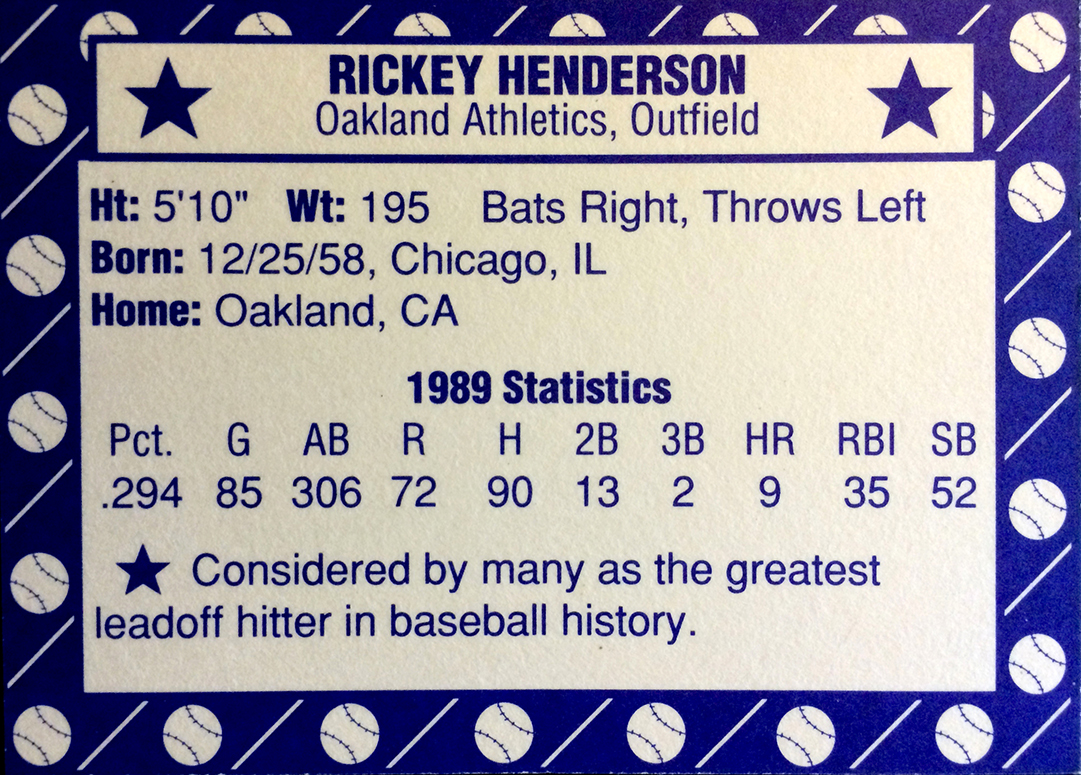 RICKEY HENDERSON
Oakland Athletics, Outfield
Ht: 5'10" Wt: 195 Bats Right, Throws Left
Born: 12/25/58, Chicago, IL
Home: Oakland, CA
1989 Statistics
Pct. G AB R H 2B 3B HR RBI SB
.294 85 306 72 90 13 2 9 35 52
★ Considered by many as the greatest
leadoff hitter in baseball history.